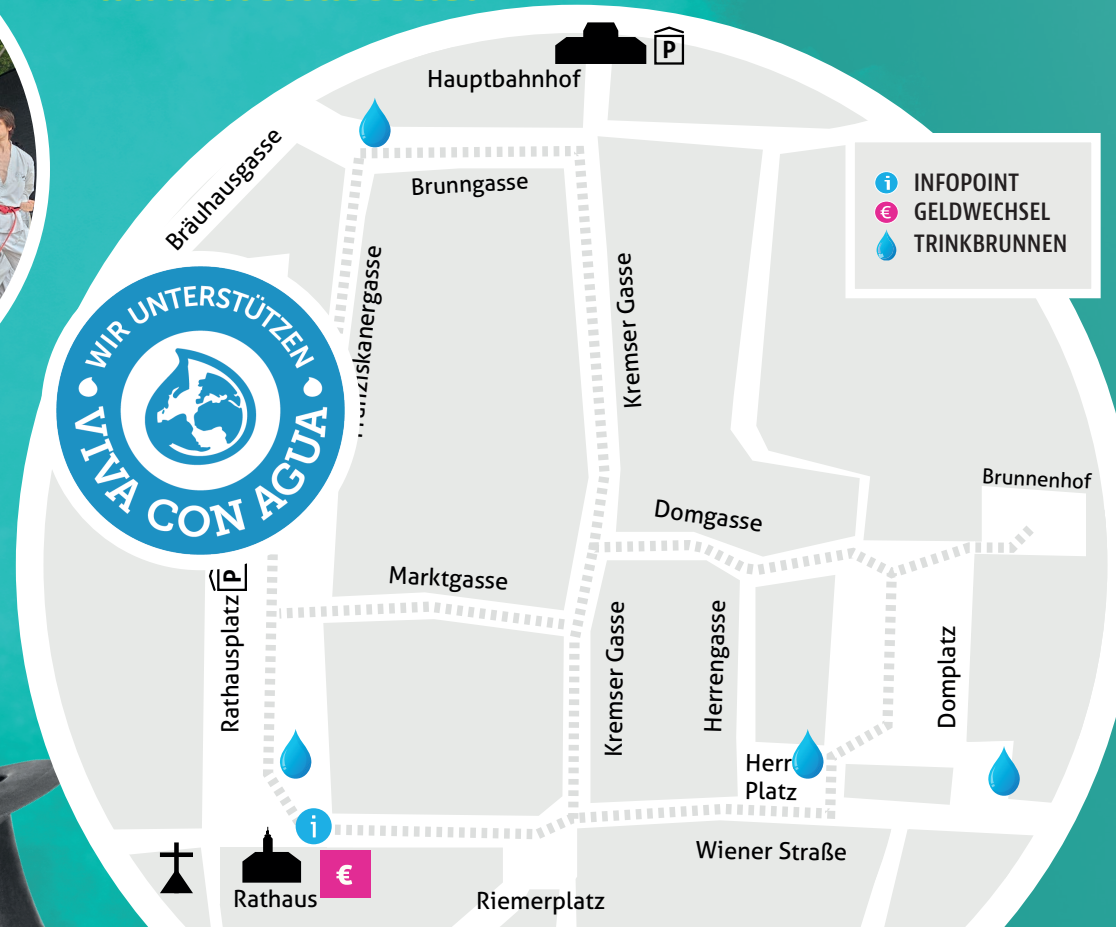 P
Hauptbahnhof
Bräuhausgasse
Brunngasse
i INFOPOINT
€ GELDWECHSEL
TRINKBRUNNEN
Kremser Gasse
WIR UNTERSTÜTZEN
VIVA CON AGUA
Brunnenhof
Domgasse
P
Marktgasse
Rathausplatz
Kremser Gasse
Herrengasse
Domplatz
Herr
Platz
i
Wiener Straße
€
Rathaus
Riemerplatz